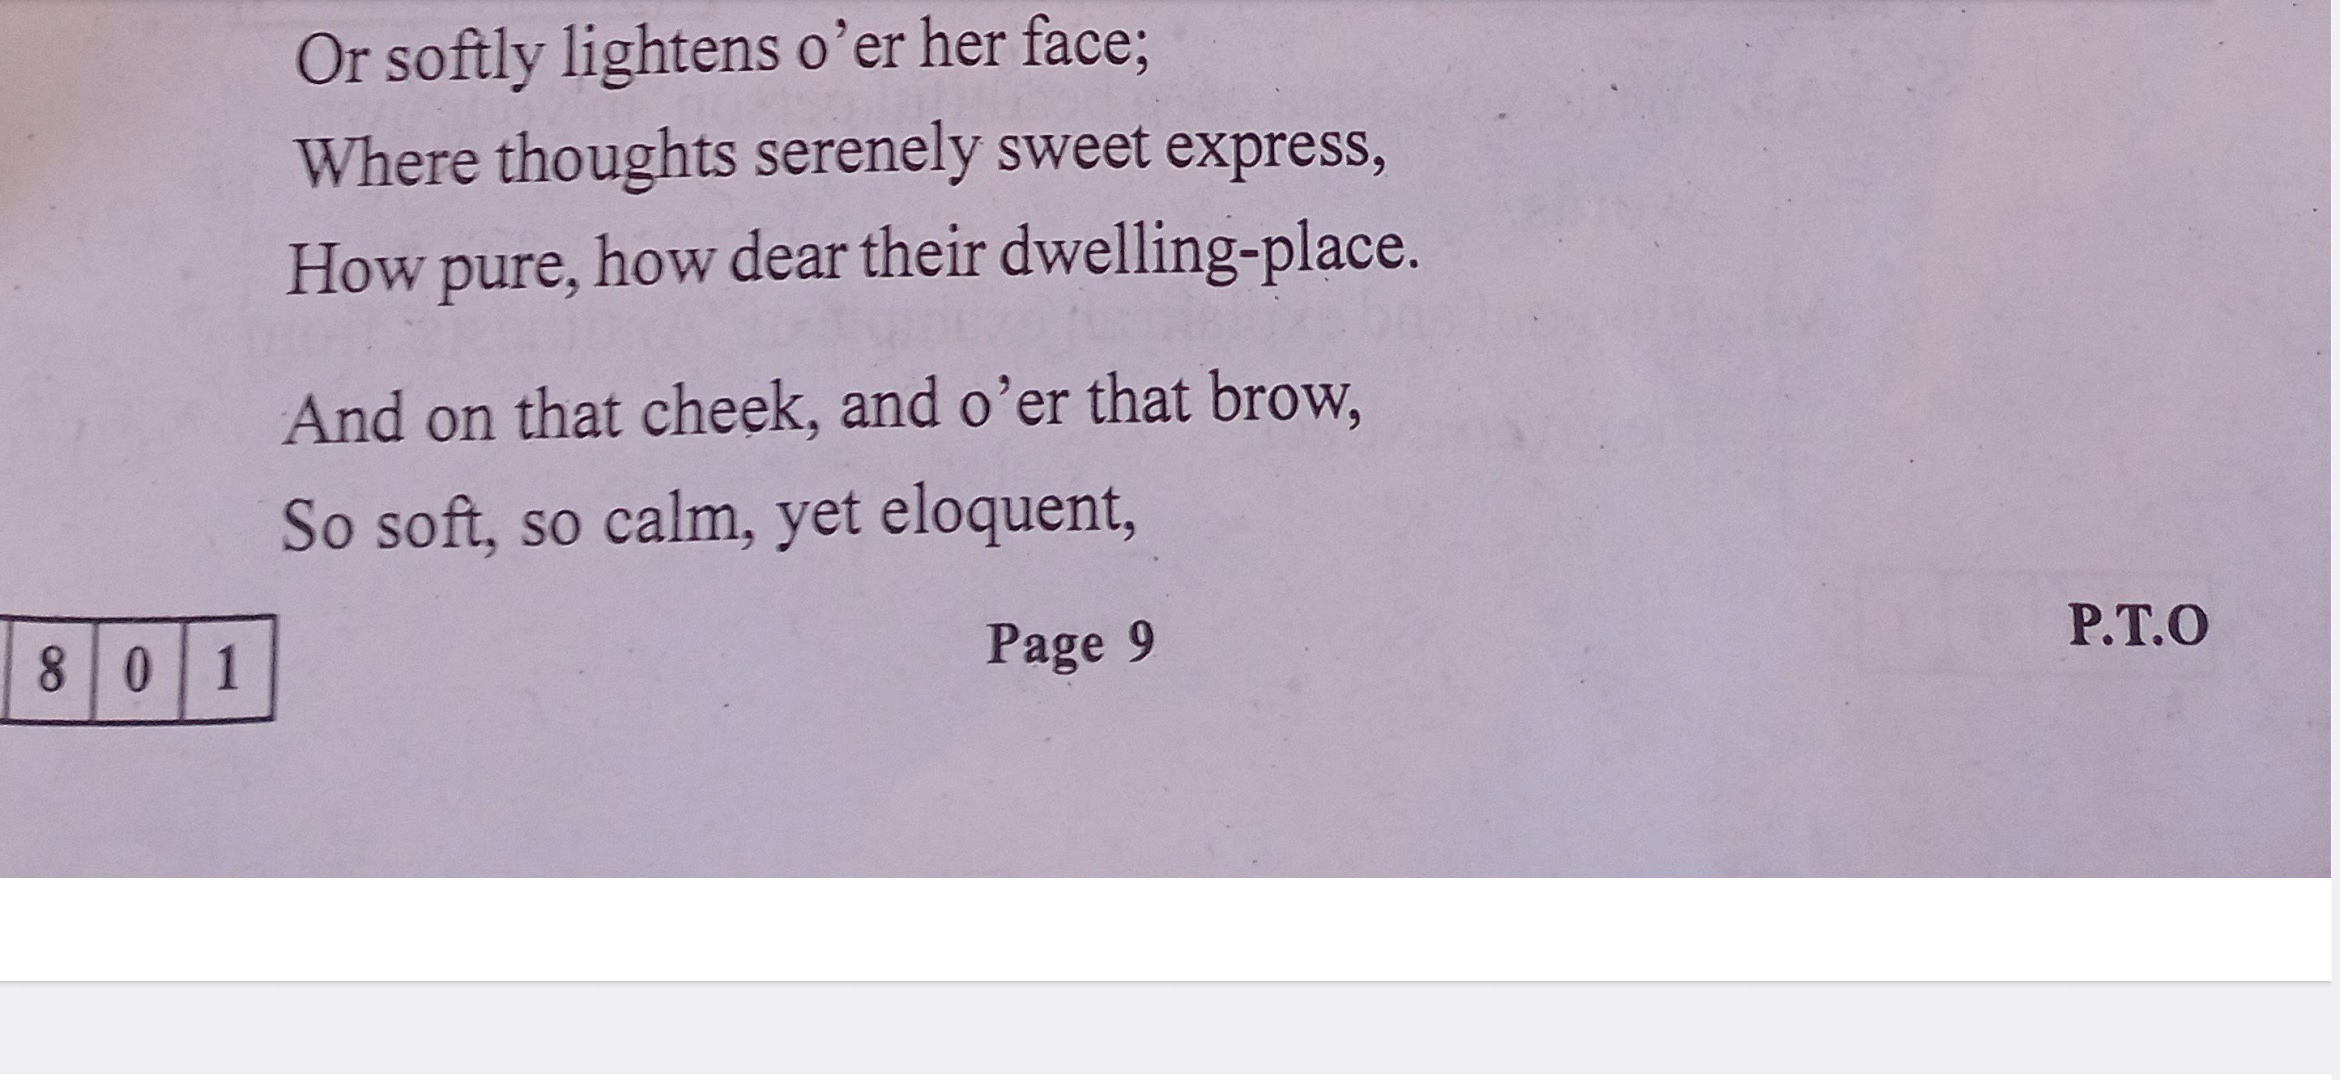 Or softly lightens o’er her face;
Where thoughts serenely sweet express,
How pure, how dear their dwelling-place.
And on that cheek, and o’er that brow,
So soft, so calm, yet eloquent,
8 0 1
Page 9
P.T.O